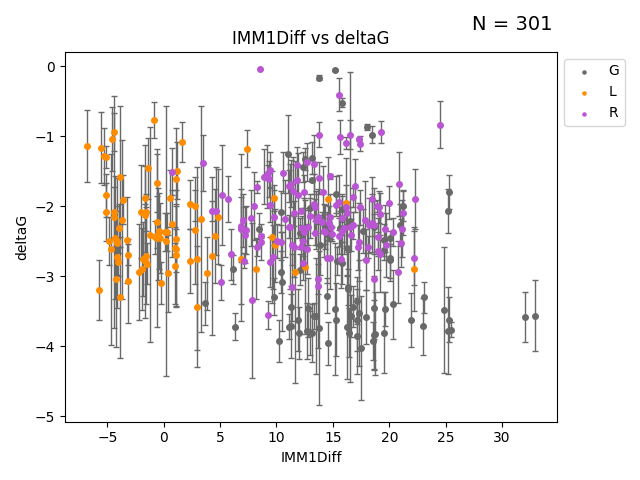 N = 301
IMM1Diff vs deltaG
G
L
R
0
−1
−2
−3
−4
−5
deltaG
−5 0 5 10 15 20 25 30
IMM1Diff